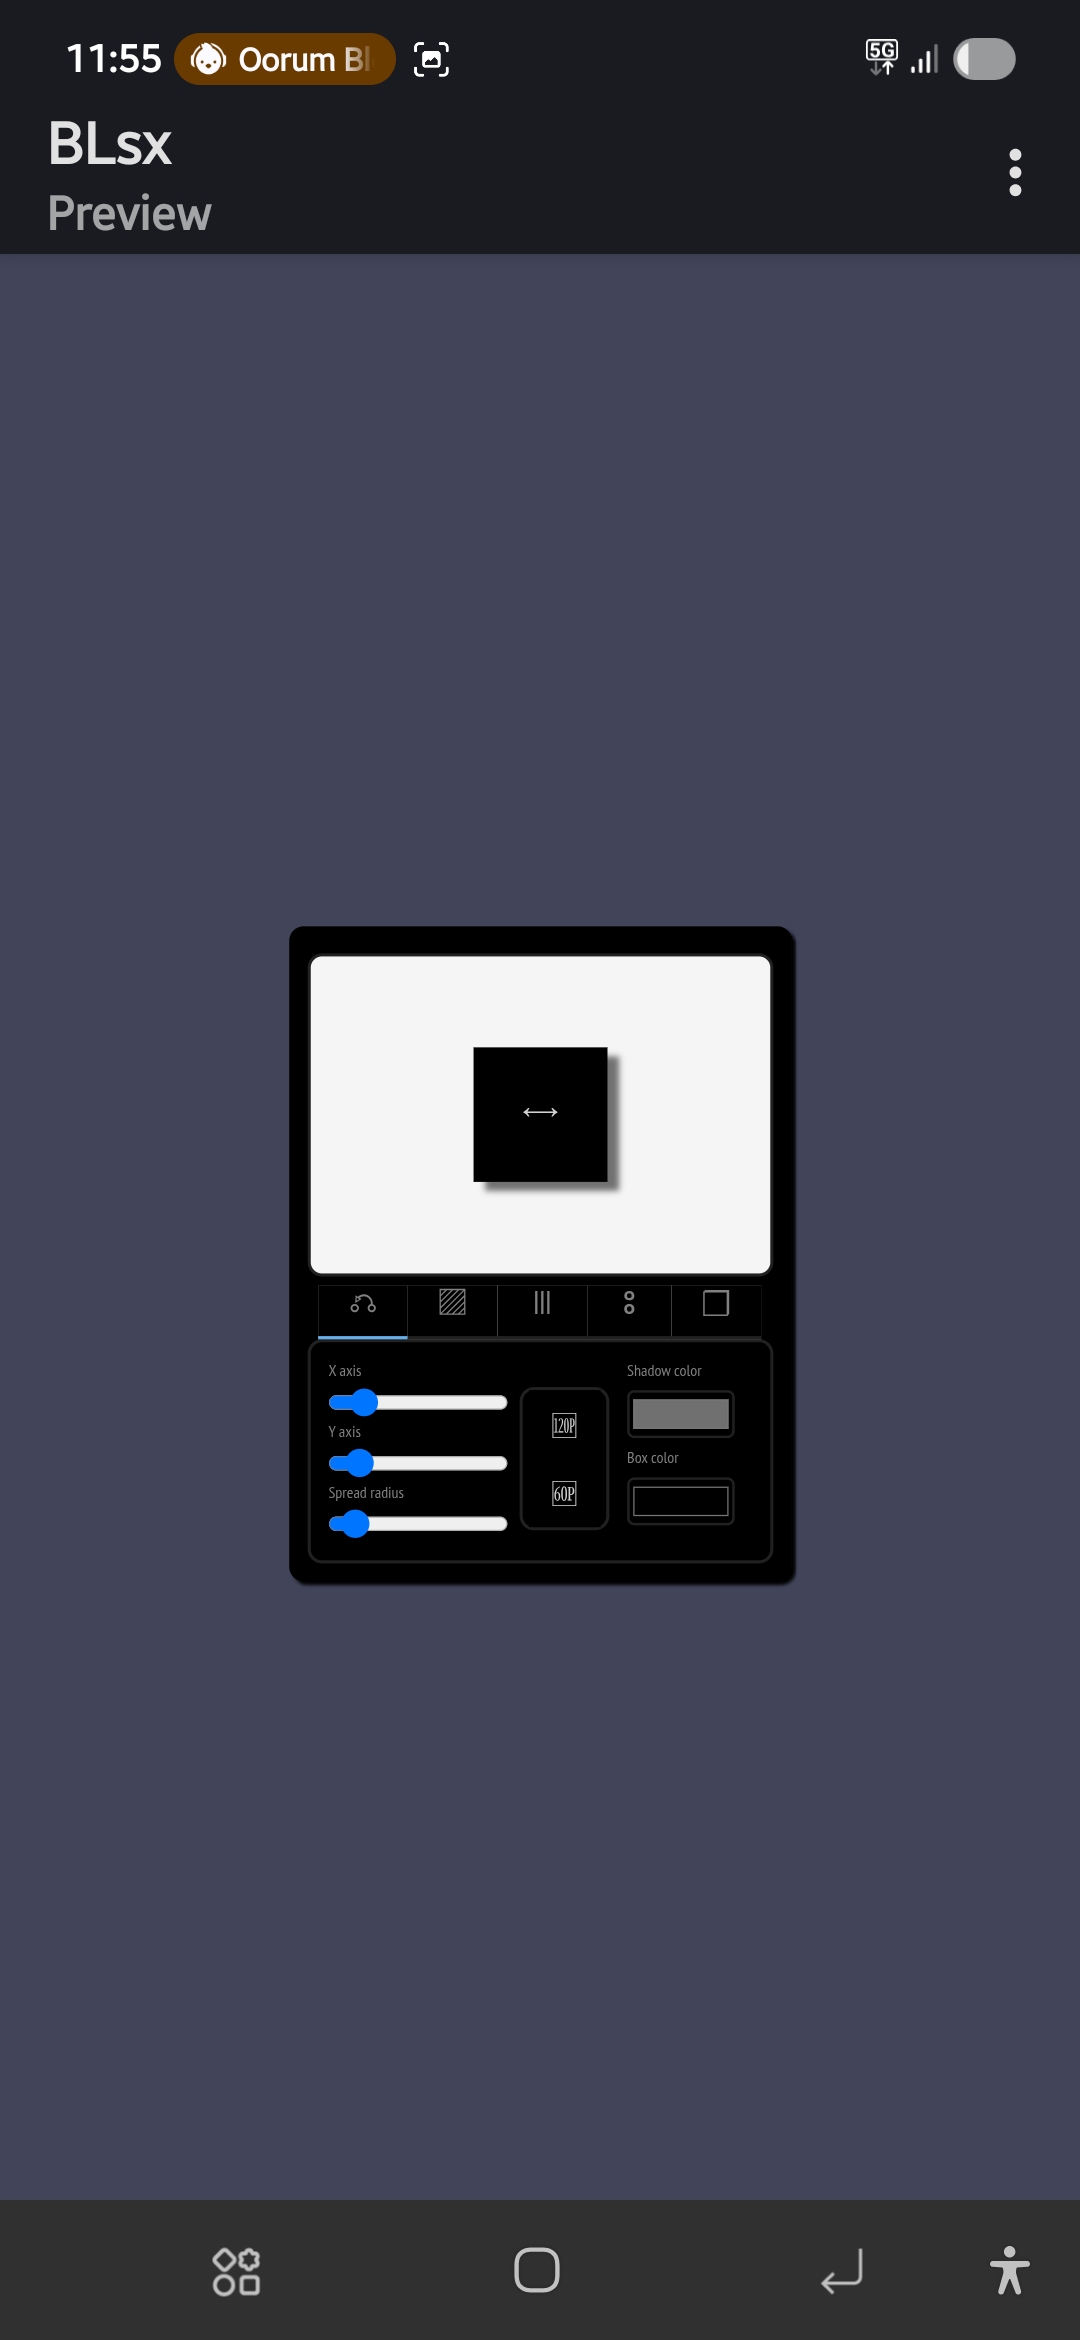 11:55
Oorum Bl
5G
BLsx
Preview
X axis
Y axis
Spread radius
120P
60P
Shadow color
Box color